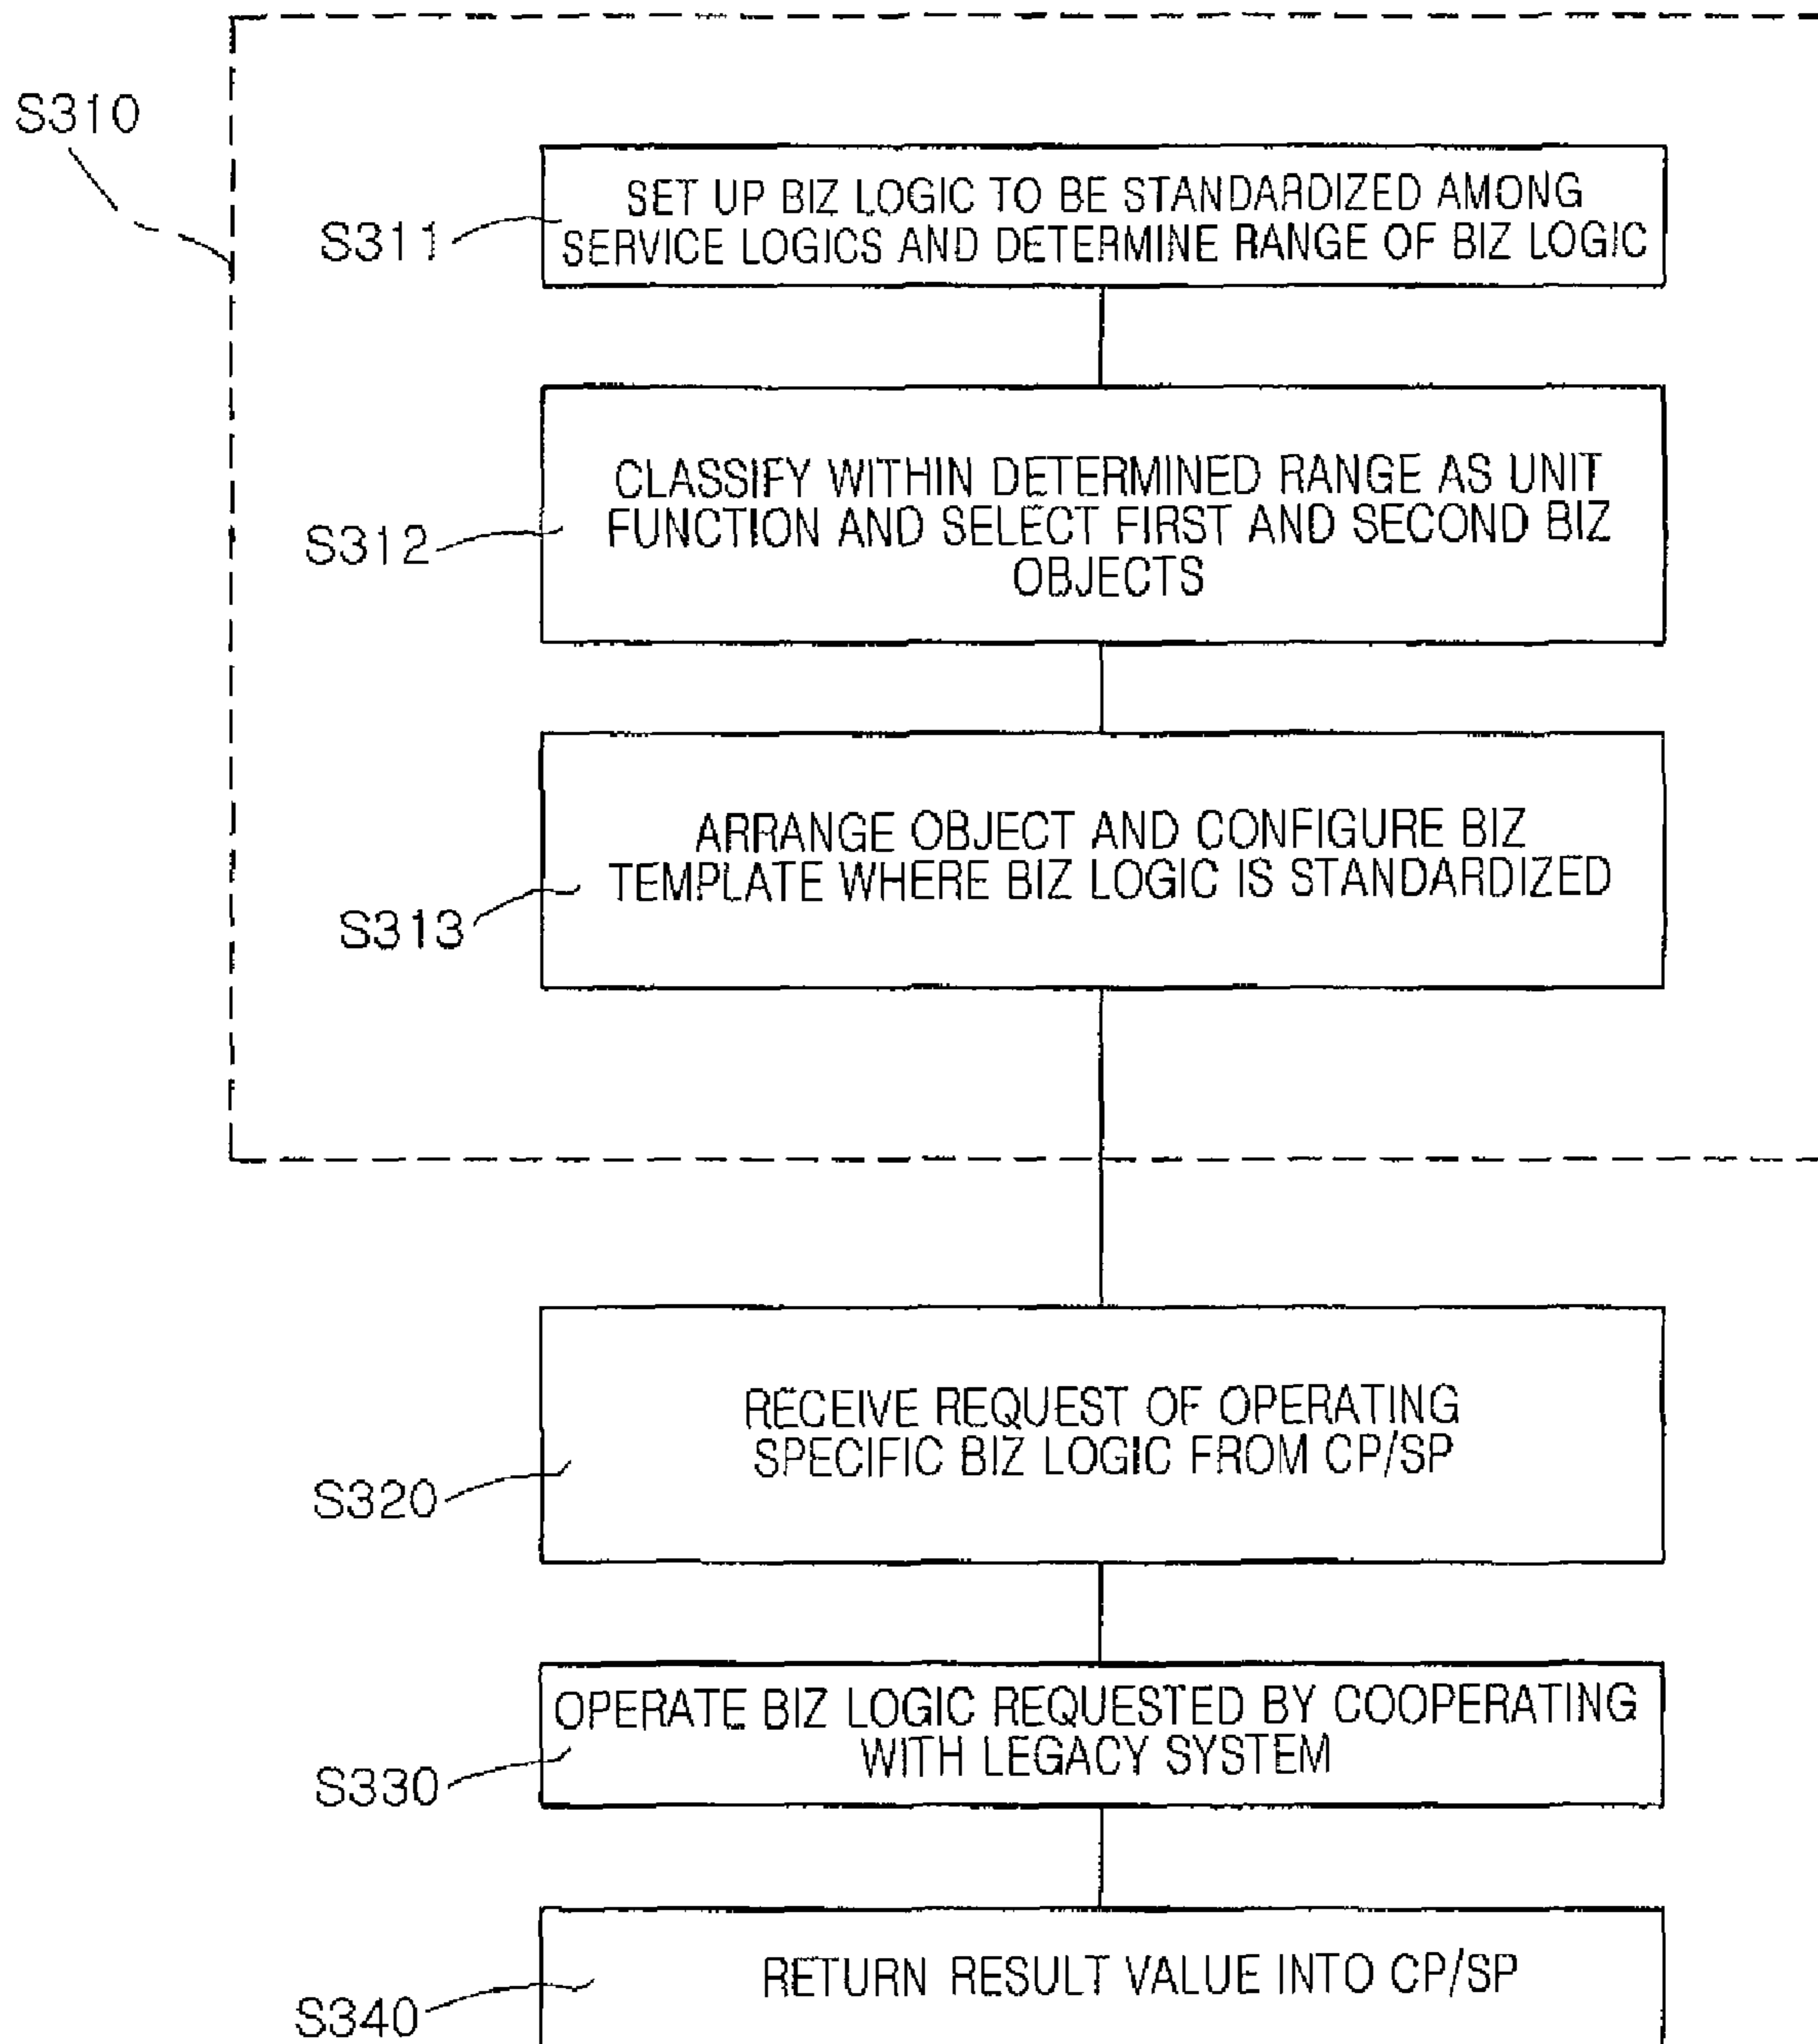 S310
S311
SET UP BIZ LOGIC TO BE STANDARDIZED AMONG
SERVICE LOGICS AND DETERMINE RANGE OF BIZ LOGIC
S312
CLASSIFY WITHIN DETERMINED RANGE AS UNIT
FUNCTION AND SELECT FIRST AND SECOND BIZ
OBJECTS
S313
ARRANGE OBJECT AND CONFIGURE BIZ
TEMPLATE WHERE BIZ LOGIC IS STANDARDIZED
S320
RECEIVE REQUEST OF OPERATING
SPECIFIC BIZ LOGIC FROM CP/SP
S330
OPERATE BIZ LOGIC REQUESTED BY COOPERATING
WITH LEGACY SYSTEM
S340
RETURN RESULT VALUE INTO CP/SP